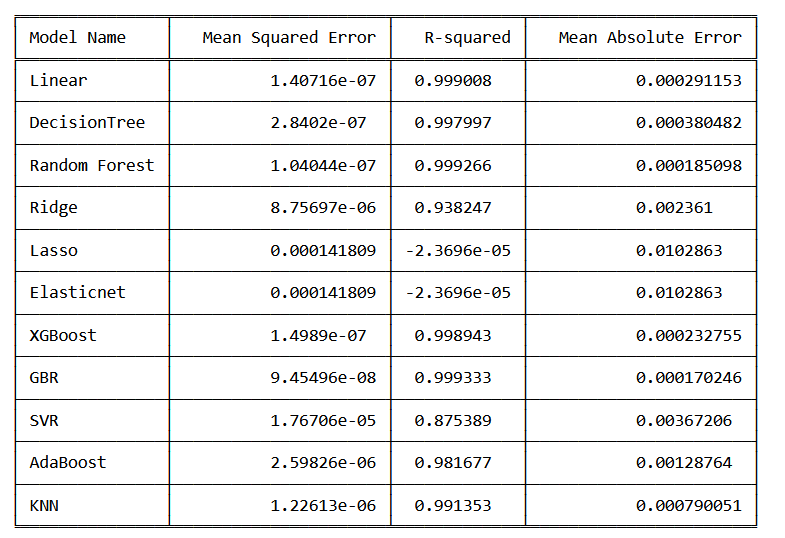 Model Name Mean Squared Error R-squared Mean Absolute Error
Linear 1.40716e-07 0.999008 0.000291153
DecisionTree 2.8402e-07 0.997997 0.000380482
Random Forest 1.04044e-07 0.999266 0.000185098
Ridge 8.75697e-06 0.938247 0.002361
Lasso 0.000141809 -2.3696e-05 0.0102863
Elasticnet 0.000141809 -2.3696e-05 0.0102863
XGBoost 1.4989e-07 0.998943 0.000232755
GBR 9.45496e-08 0.999333 0.000170246
SVR 1.76706e-05 0.875389 0.00367206
AdaBoost 2.59826e-06 0.981677 0.00128764
KNN 1.22613e-06 0.991353 0.000790051